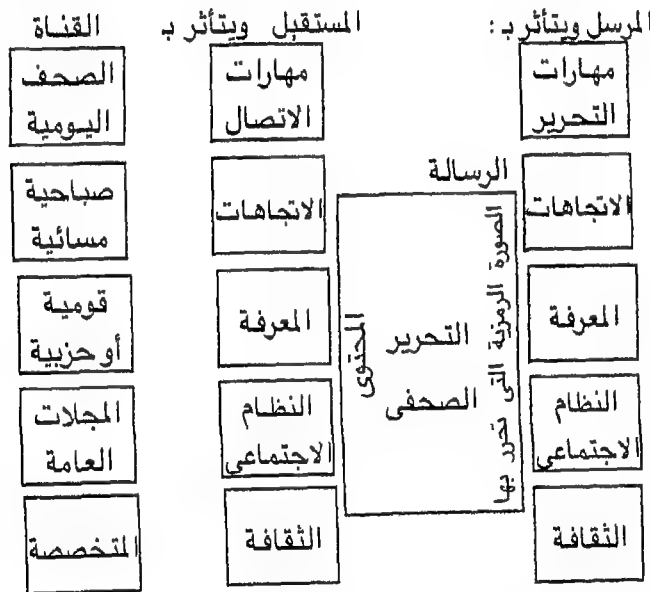 المرسل ويتأثر بـ :
مهارات
التحرير
الاتجاهات
المعرفة
النظام
الاجتماعى
الثقافة
الرسالة
الصورة الرمزية التى تحرر بها
التحرير
الصحفى
المحتوى
المستقبل ويتأثر بـ
مهارات
الاتصال
الاتجاهات
المعرفة
النظام
الاجتماعى
الثقافة
القناة
الصحف
اليومية
صباحية
مسائية
قومية
أو حزبية
المجلات
العامة
المتخصصة